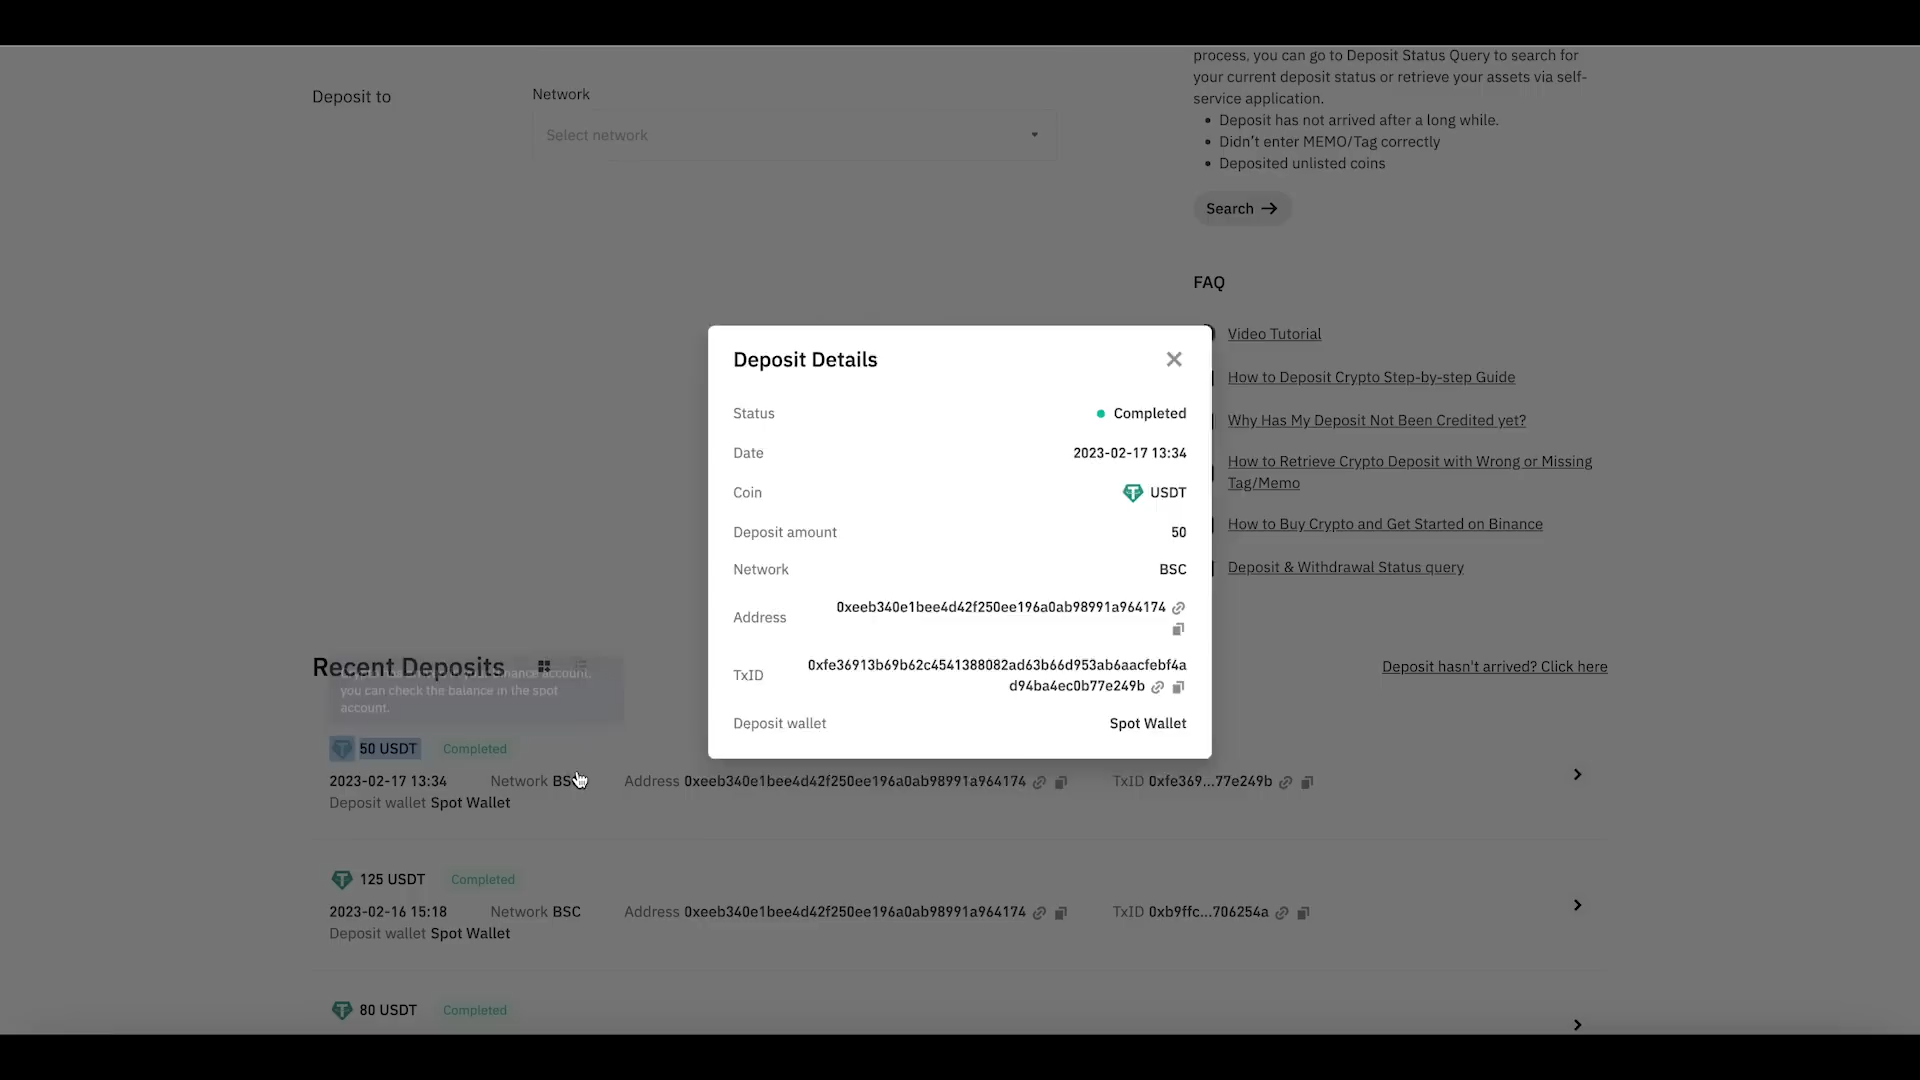 process, you can go to Deposit Status Query to search for
your current deposit status or retrieve your assets via self-
service application.
Deposit has not arrived after a long while.
Didn't enter MEMO/Tag correctly
Deposited unlisted coins
Search
Deposit to
Network
Select network
FAQ
Video Tutorial
How to Deposit Crypto Step-by-step Guide
Why Has My Deposit Not Been Credited yet?
How to Retrieve Crypto Deposit with Wrong or Missing
Tag/Memo
How to Buy Crypto and Get Started on Binance
Deposit & Withdrawal Status query
Deposit Details
Status Completed
Date 2023-02-17 13:34
Coin USDT
Deposit amount 50
Network BSC
Address 0xeeb340e1bee4d42f250ee196a0ab98991a964174
TxID 0xfe36913b69b62c4541388082ad63b66d953ab6aacfebf4a
d94ba4ec0b77e249b
Deposit wallet Spot Wallet
Recent Deposits
Deposit hasn't arrived? Click here
account.
you can check the balance in the spot
account.
50 USDT Completed
2023-02-17 13:34 Network BSC Address 0xeeb340e1bee4d42f250ee196a0ab98991a964174 TxID 0xfe369...77e249b
Deposit wallet Spot Wallet
125 USDT Completed
2023-02-16 15:18 Network BSC Address 0xeeb340e1bee4d42f250ee196a0ab98991a964174 TxID 0xb9ffc...706254a
Deposit wallet Spot Wallet
80 USDT Completed